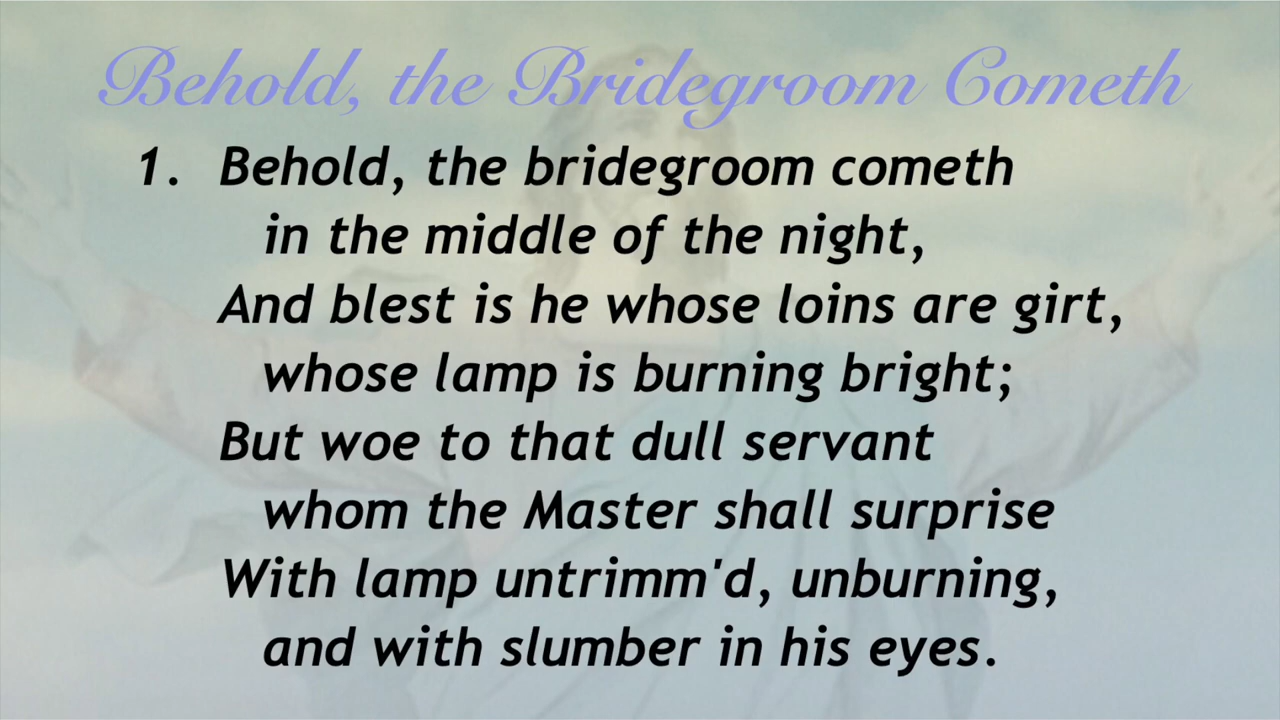 Behold, the Bridegroom Cometh
1. Behold, the bridegroom cometh
in the middle of the night,
And blest is he whose loins are girt,
whose lamp is burning bright;
But woe to that dull servant
whom the Master shall surprise
With lamp untrimm'd, unburning,
and with slumber in his eyes.